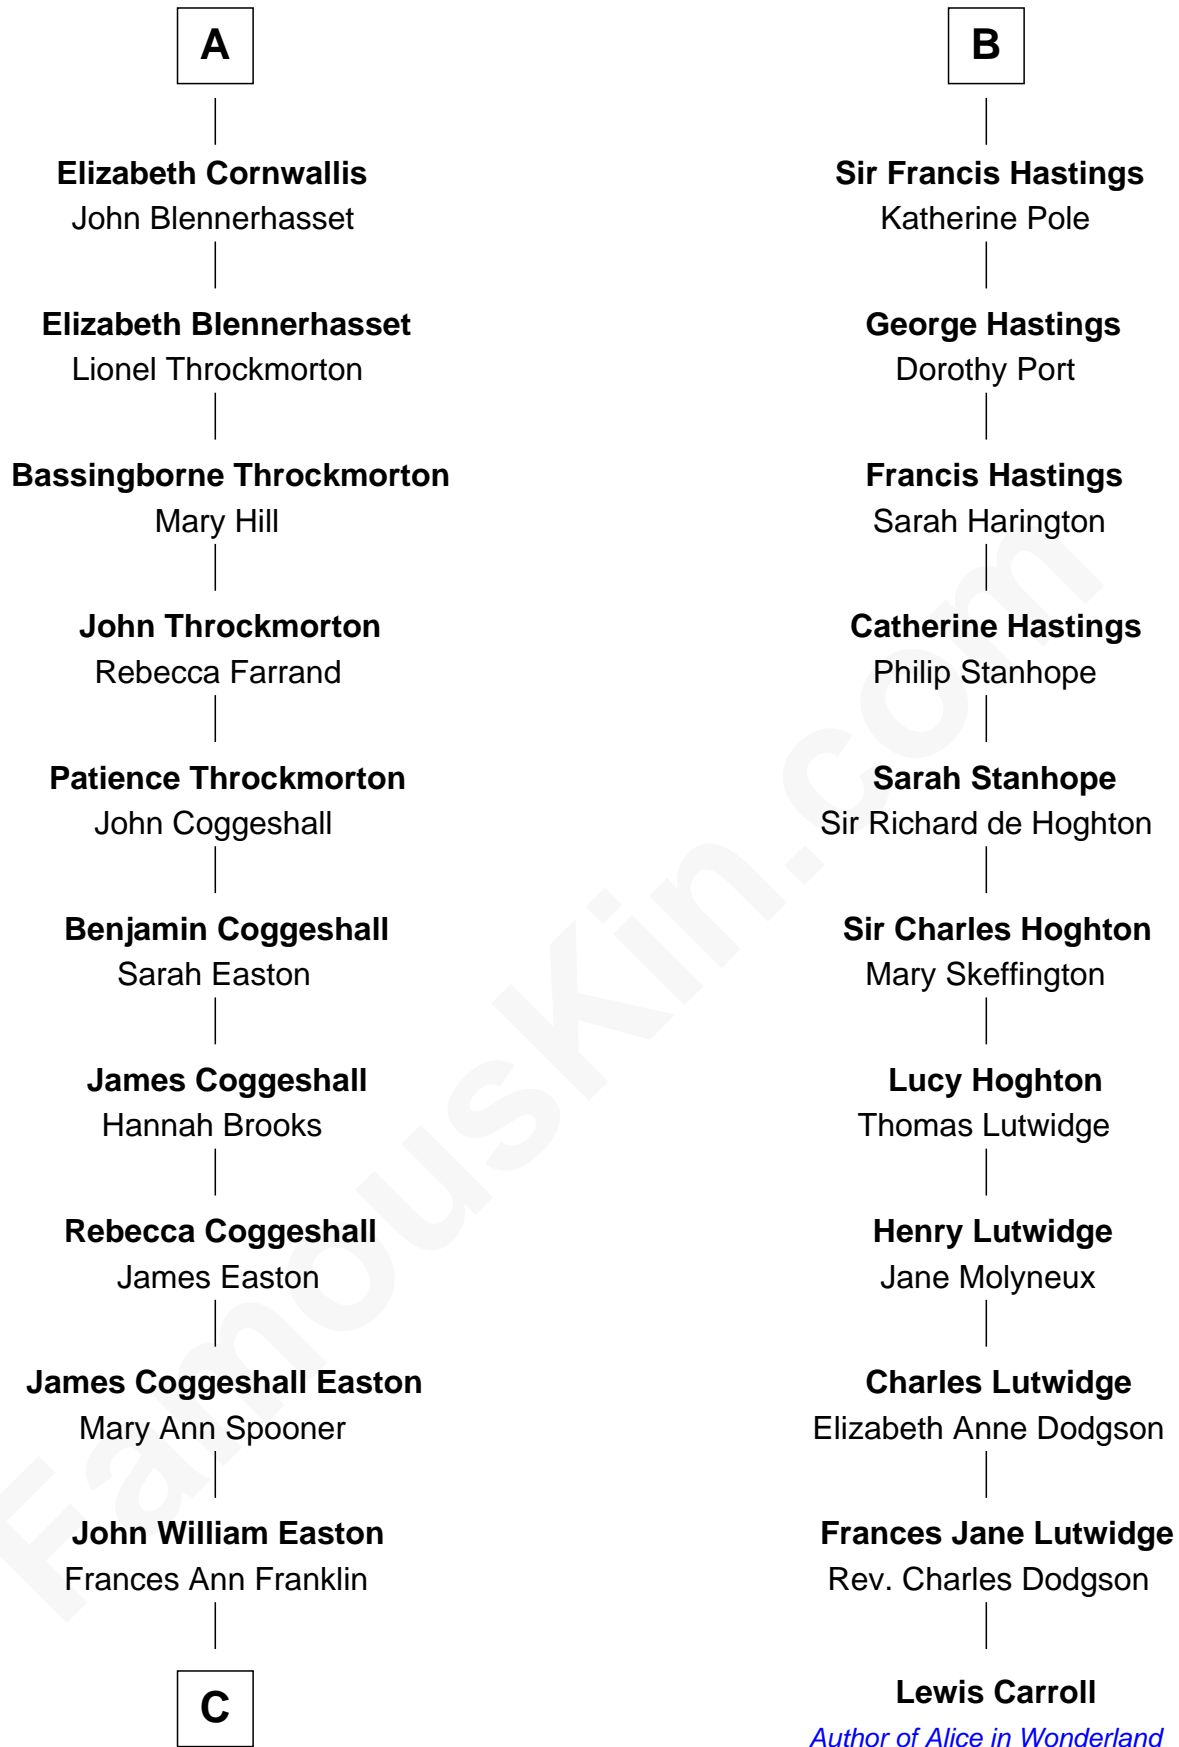 A
Elizabeth Cornwallis
John Blennerhasset
Elizabeth Blennerhasset
Lionel Throckmorton
Bassingborne Throckmorton
Mary Hill
John Throckmorton
Rebecca Farrand
Patience Throckmorton
John Coggeshall
Benjamin Coggeshall
Sarah Easton
James Coggeshall
Hannah Brooks
Rebecca Coggeshall
James Easton
James Coggeshall Easton
Mary Ann Spooner
John William Easton
Frances Ann Franklin
C
B
Sir Francis Hastings
Katherine Pole
George Hastings
Dorothy Port
Francis Hastings
Sarah Harington
Catherine Hastings
Philip Stanhope
Sarah Stanhope
Sir Richard de Hoghton
Sir Charles Hoghton
Mary Skeffington
Lucy Hoghton
Thomas Lutwidge
Henry Lutwidge
Jane Molyneux
Charles Lutwidge
Elizabeth Anne Dodgson
Frances Jane Lutwidge
Rev. Charles Dodgson
Lewis Carroll
Author of Alice in Wonderland
FamousKin.com